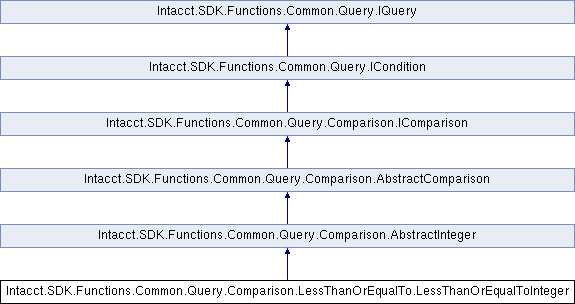 Intacct.SDK.Functions.Common.Query.IQuery
Intacct.SDK.Functions.Common.Query.ICondition
Intacct.SDK.Functions.Common.Query.Comparison.IComparison
Intacct.SDK.Functions.Common.Query.Comparison.AbstractComparison
Intacct.SDK.Functions.Common.Query.Comparison.AbstractInteger
Intacct.SDK.Functions.Common.Query.Comparison.LessThanOrEqualTo.LessThanOrEqualToInteger